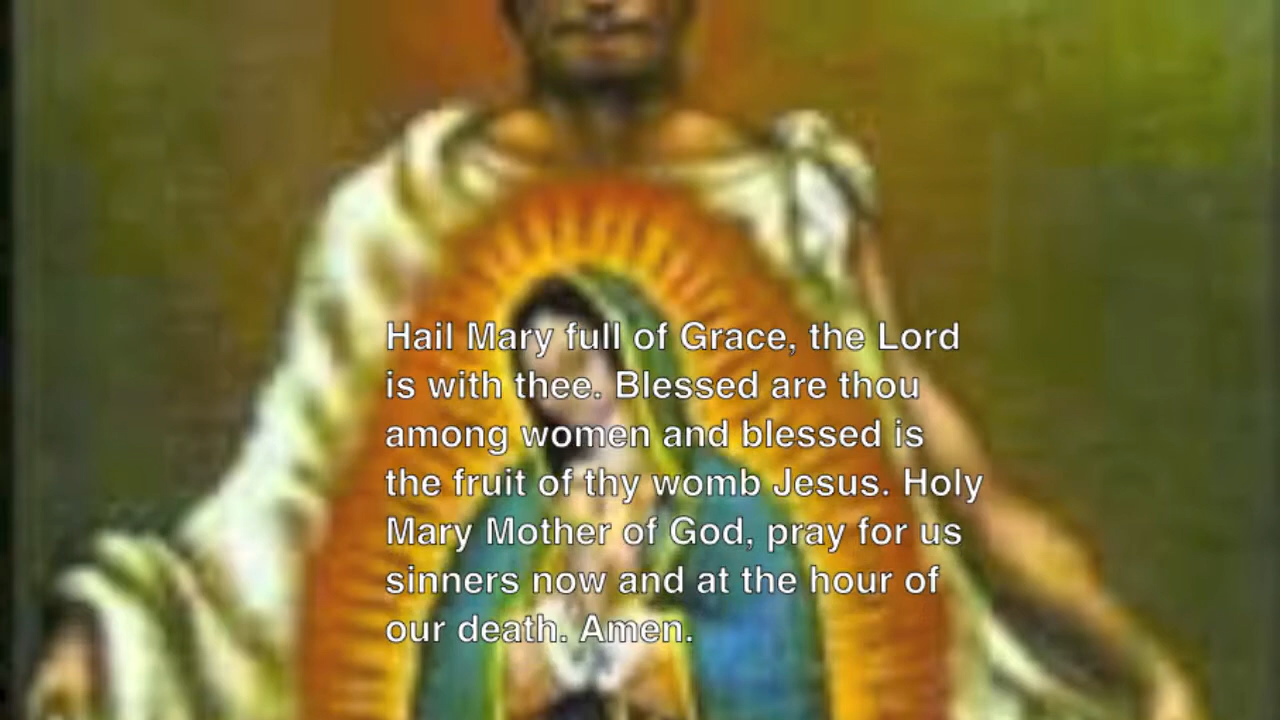 Hail Mary full of Grace, the Lord
is with thee. Blessed are thou
among women and blessed is
the fruit of thy womb Jesus. Holy
Mary Mother of God, pray for us
sinners now and at the hour of
our death. Amen.